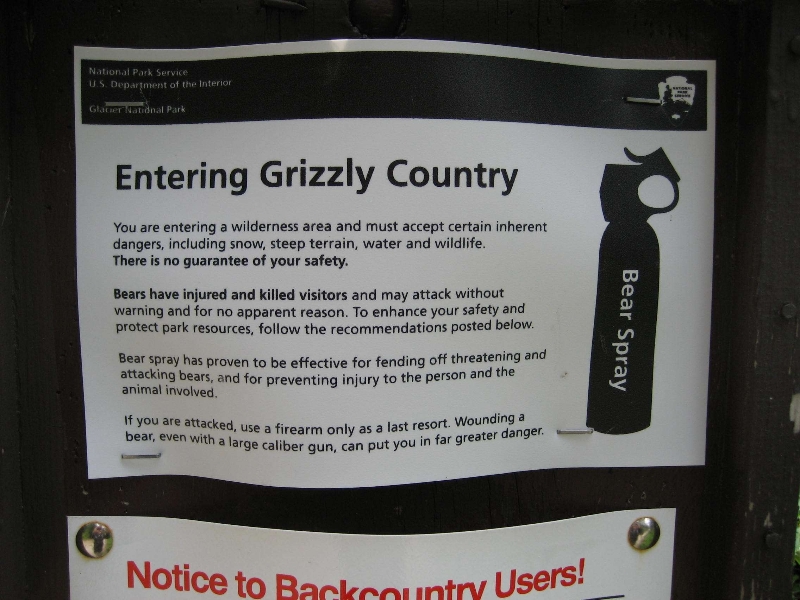 National Park Service
U.S. Department of the Interior
Glacier National Park
NATIONAL
PARK
SERVICE
Entering Grizzly Country
You are entering a wilderness area and must accept certain inherent
dangers, including snow, steep terrain, water and wildlife.
There is no guarantee of your safety.
Bears have injured and killed visitors and may attack without
warning and for no apparent reason. To enhance your safety and
protect park resources, follow the recommendations posted below.
Bear spray has proven to be effective for fending off threatening and
attacking bears, and for preventing injury to the person and the
animal involved.
If you are attacked, use a firearm only as a last resort. Wounding a
bear, even with a large caliber gun, can put you in far greater danger.
Bear Spray
Notice to Backcountry Users!